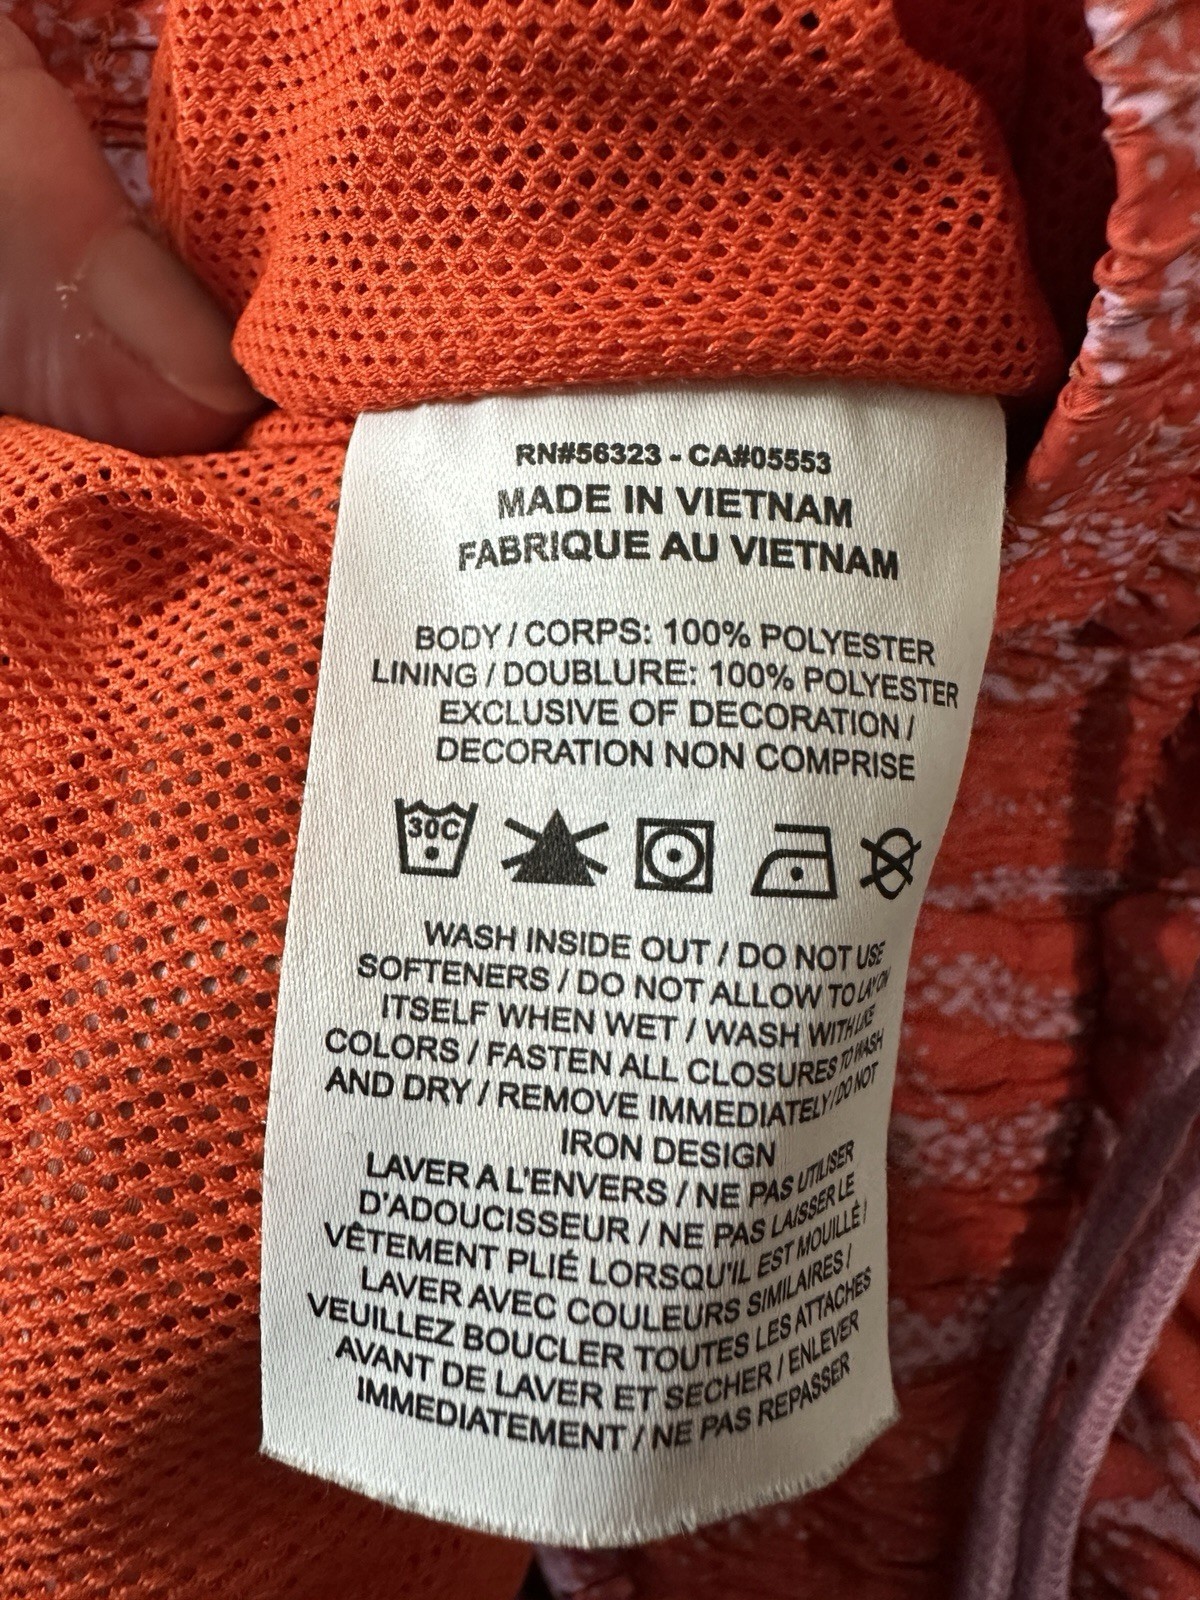 RN#56323 - CA#05553
MADE IN VIETNAM
FABRIQUE AU VIETNAM
BODY / CORPS: 100% POLYESTER
LINING / DOUBLURE: 100% POLYESTER
EXCLUSIVE OF DECORATION /
DECORATION NON COMPRISE
30C
WASH INSIDE OUT / DO NOT USE
SOFTENERS / DO NOT ALLOW TO LAY ON
ITSELF WHEN WET / WASH WITH LIKE
COLORS / FASTEN ALL CLOSURES TO WASH
AND DRY / REMOVE IMMEDIATELY / DO NOT
IRON DESIGN
LAVER A L'ENVERS / NE PAS UTILISER
D'ADOUCISSEUR / NE PAS LAISSER LE
VÊTEMENT PLIÉ LORSQU'IL EST MOUILLÉ /
LAVER AVEC COULEURS SIMILAIRES /
VEUILLEZ BOUCLER TOUTES LES ATTACHES
AVANT DE LAVER ET SECHER / ENLEVER
IMMEDIATEMENT / NE PAS REPASSER